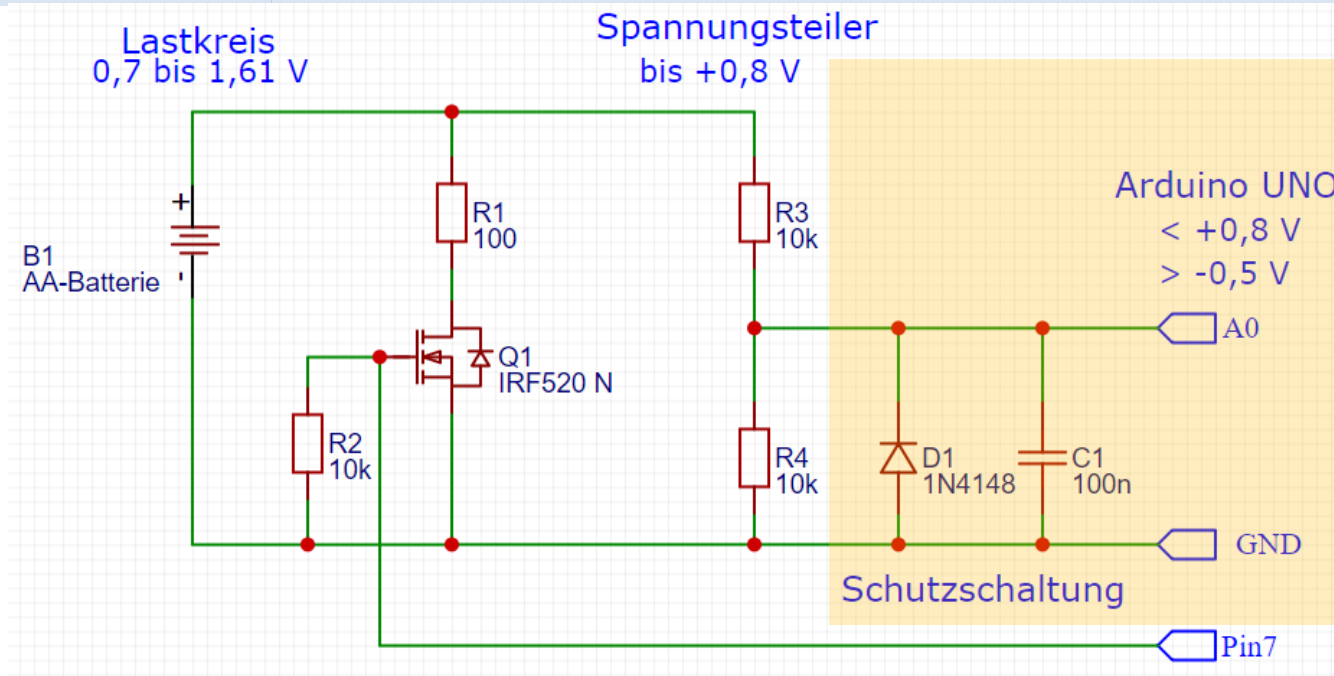 Lastkreis
0,7 bis 1,61 V
Spannungsteiler
bis +0,8 V
Arduino UNO
< +0,8 V
> -0,5 V
+
B1
AA-Batterie
-
R1
100
R3
10k
A0
Q1
IRF520 N
R2
10k
R4
10k
D1
1N4148
C1
100n
GND
Schutzschaltung
Pin7